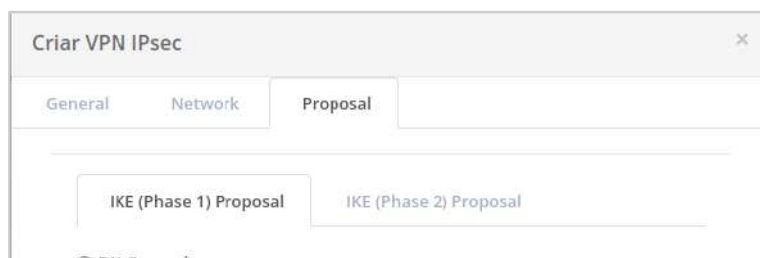 Criar VPN IPsec ×
General Network Proposal
IKE (Phase 1) Proposal IKE (Phase 2) Proposal